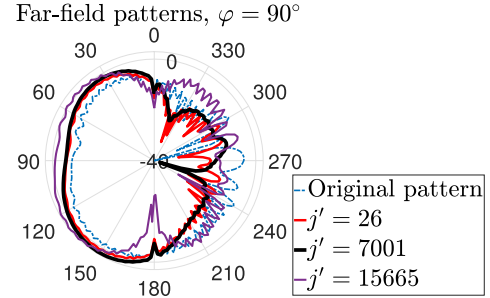 Far-field patterns, φ = 90°
0
30
330
0
60
300
90
-40
270
120
240
150
210
180
Original pattern
j′ = 26
j′ = 7001
j′ = 15665